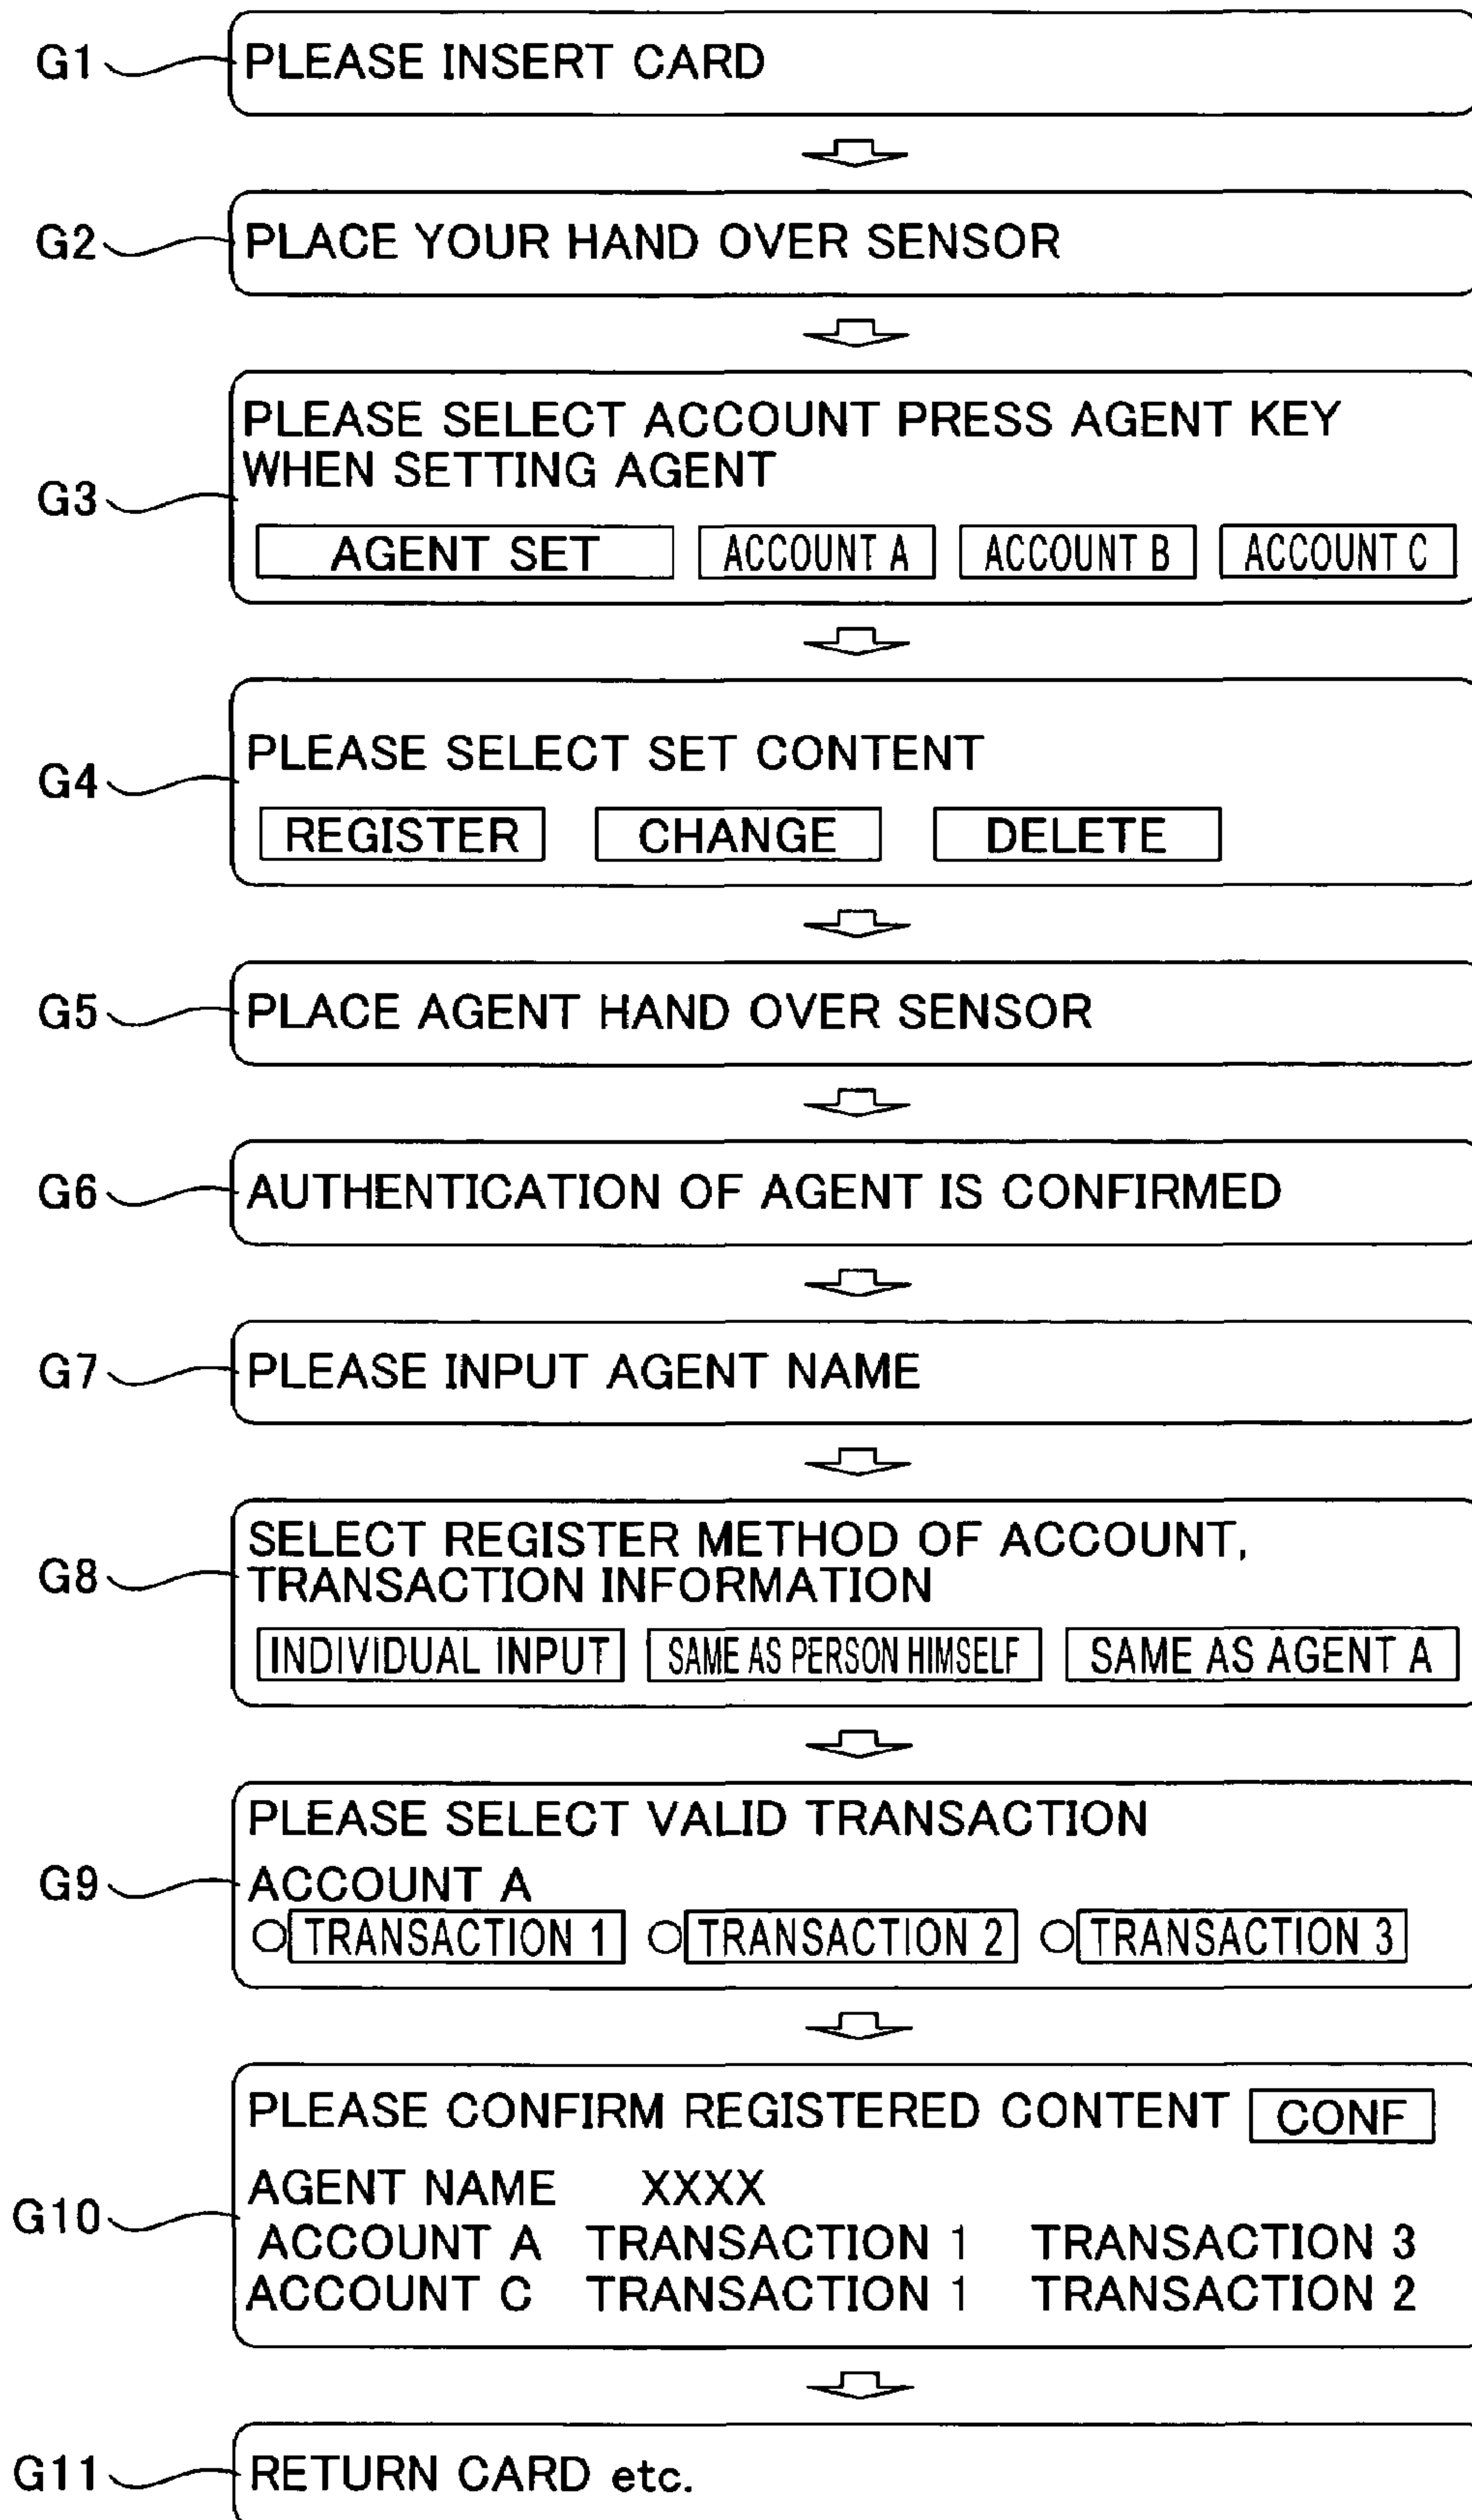 G1 PLEASE INSERT CARD
G2 PLACE YOUR HAND OVER SENSOR
PLEASE SELECT ACCOUNT PRESS AGENT KEY
WHEN SETTING AGENT
G3
AGENT SET ACCOUNT A ACCOUNT B ACCOUNT C
PLEASE SELECT SET CONTENT
G4
REGISTER CHANGE DELETE
G5 PLACE AGENT HAND OVER SENSOR
G6 AUTHENTICATION OF AGENT IS CONFIRMED
G7 PLEASE INPUT AGENT NAME
SELECT REGISTER METHOD OF ACCOUNT,
G8 TRANSACTION INFORMATION
INDIVIDUAL INPUT SAME AS PERSON HIMSELF SAME AS AGENT A
PLEASE SELECT VALID TRANSACTION
G9 ACCOUNT A
TRANSACTION 1 TRANSACTION 2 TRANSACTION 3
PLEASE CONFIRM REGISTERED CONTENT CONF
AGENT NAME XXXX
G10
ACCOUNT A TRANSACTION 1 TRANSACTION 3
ACCOUNT C TRANSACTION 1 TRANSACTION 2
G11 RETURN CARD etc.